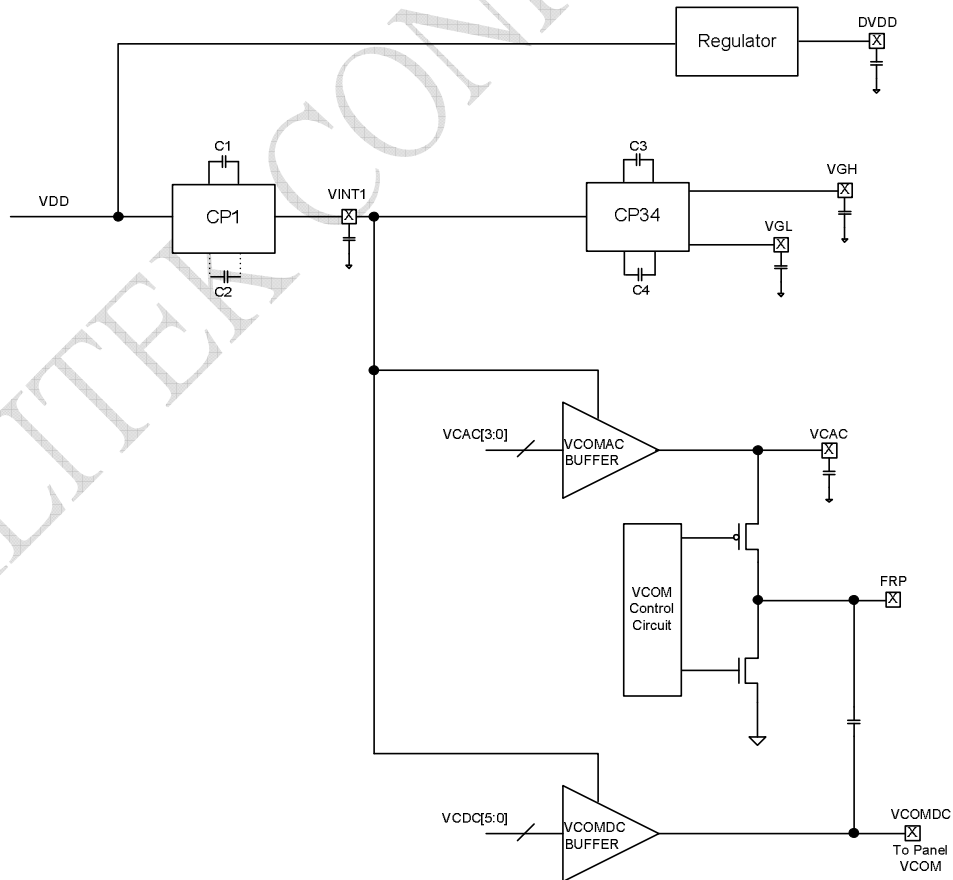 DVDD
Regulator
X
C1
C3
VDD
VINT1
VGH
CP1
X
CP34
X
VGL
X
C2
C4
VCAC[3:0]
VCOMAC
BUFFER
VCAC
X
VCOM
Control
Circuit
FRP
X
VCDC[5:0]
VCOMDC
BUFFER
VCOMDC
X
To Panel
VCOM